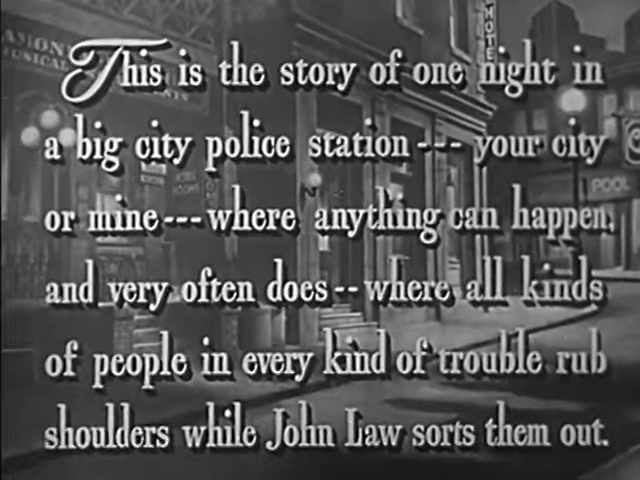 This is the story of one night in
a big city police station --- your city
or mine --- where anything can happen,
and very often does -- where all kinds
of people in every kind of trouble rub
shoulders while John Law sorts them out.
HOTEL
POOL